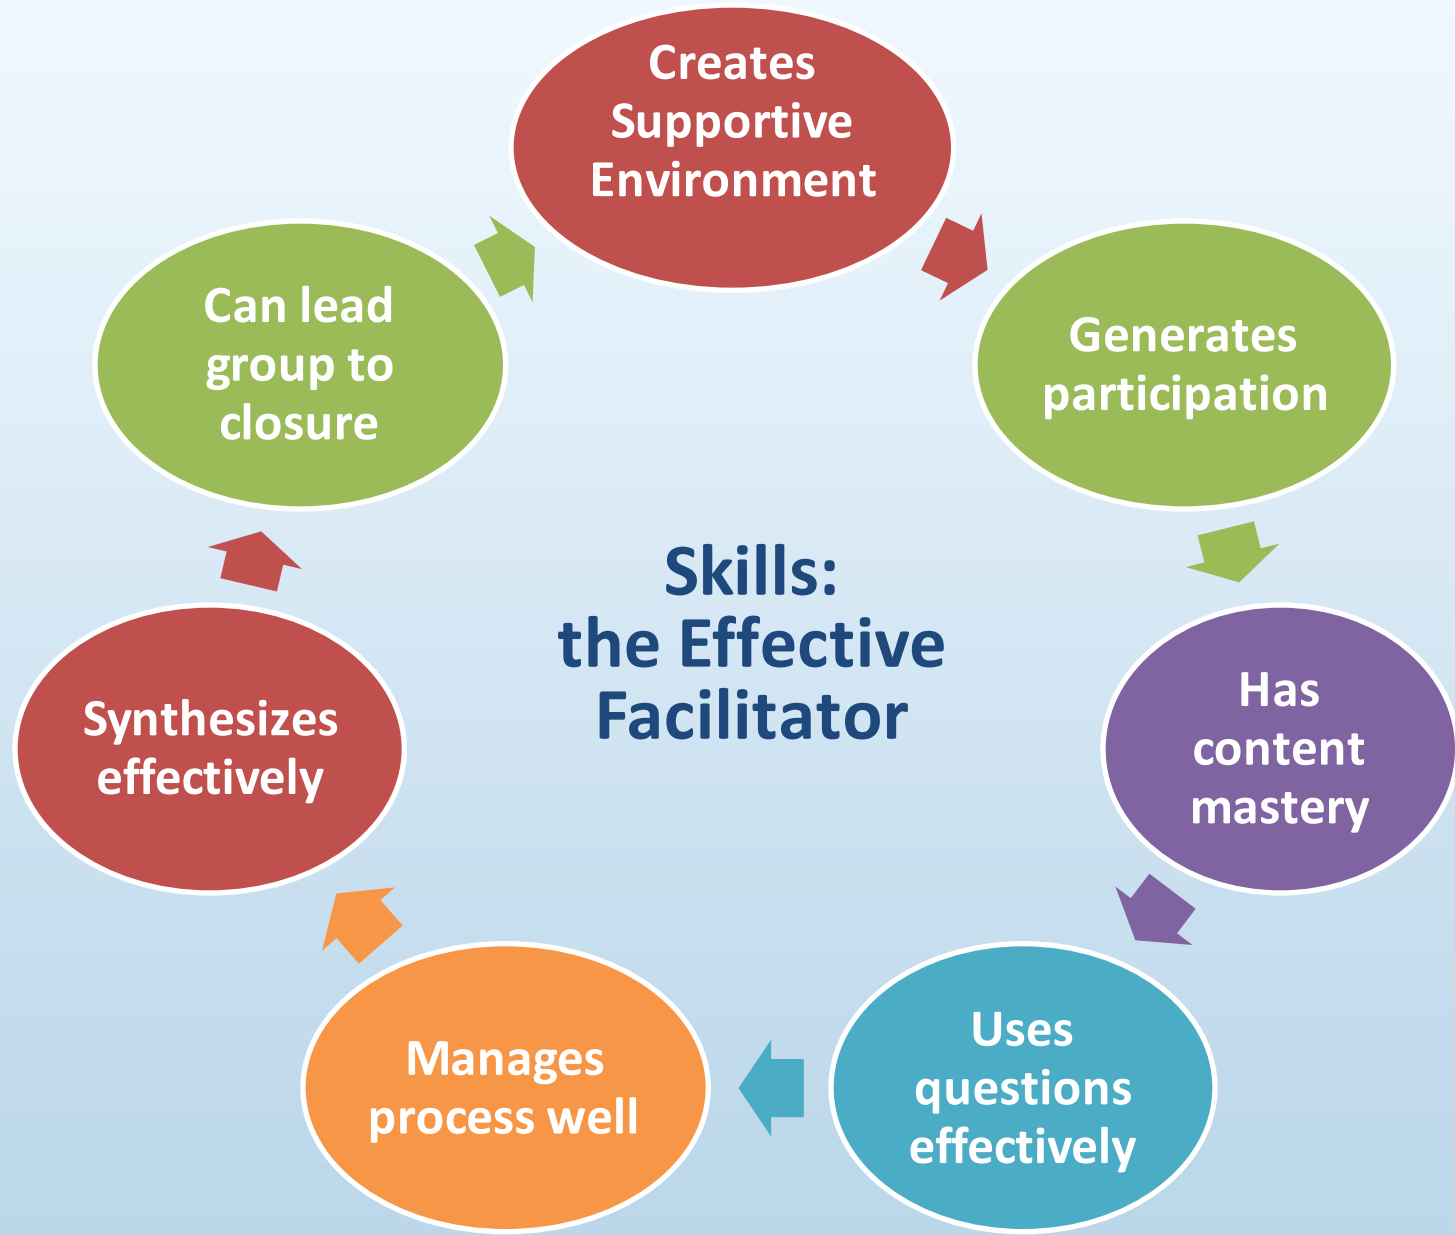 Creates
Supportive
Environment
Generates
participation
Has
content
mastery
Uses
questions
effectively
Manages
process well
Synthesizes
effectively
Can lead
group to
closure
Skills:
the Effective
Facilitator